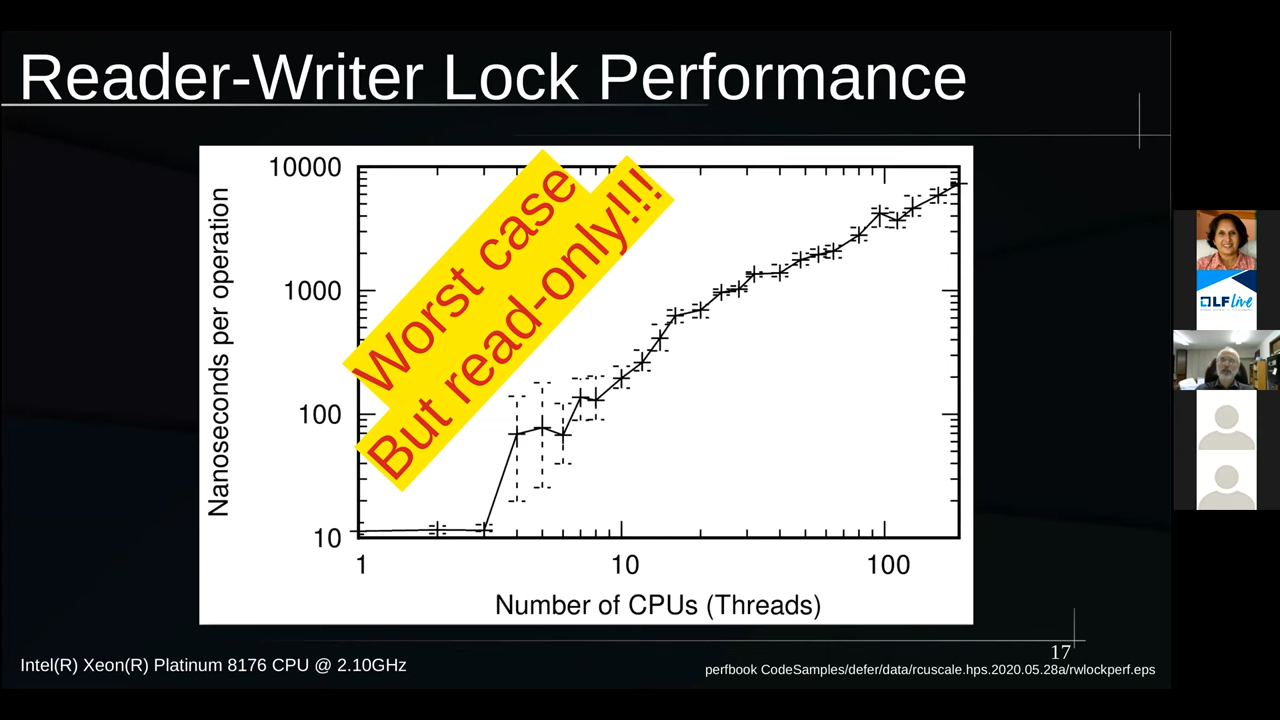 Reader-Writer Lock Performance
10000
1000
100
10
Nanoseconds per operation
Worst case
But read-only!!!
1
10
100
Number of CPUs (Threads)
17
Intel(R) Xeon(R) Platinum 8176 CPU @ 2.10GHz
perfbook CodeSamples/defer/data/rcuscale.hps.2020.05.28a/rwlockperf.eps
LF Live